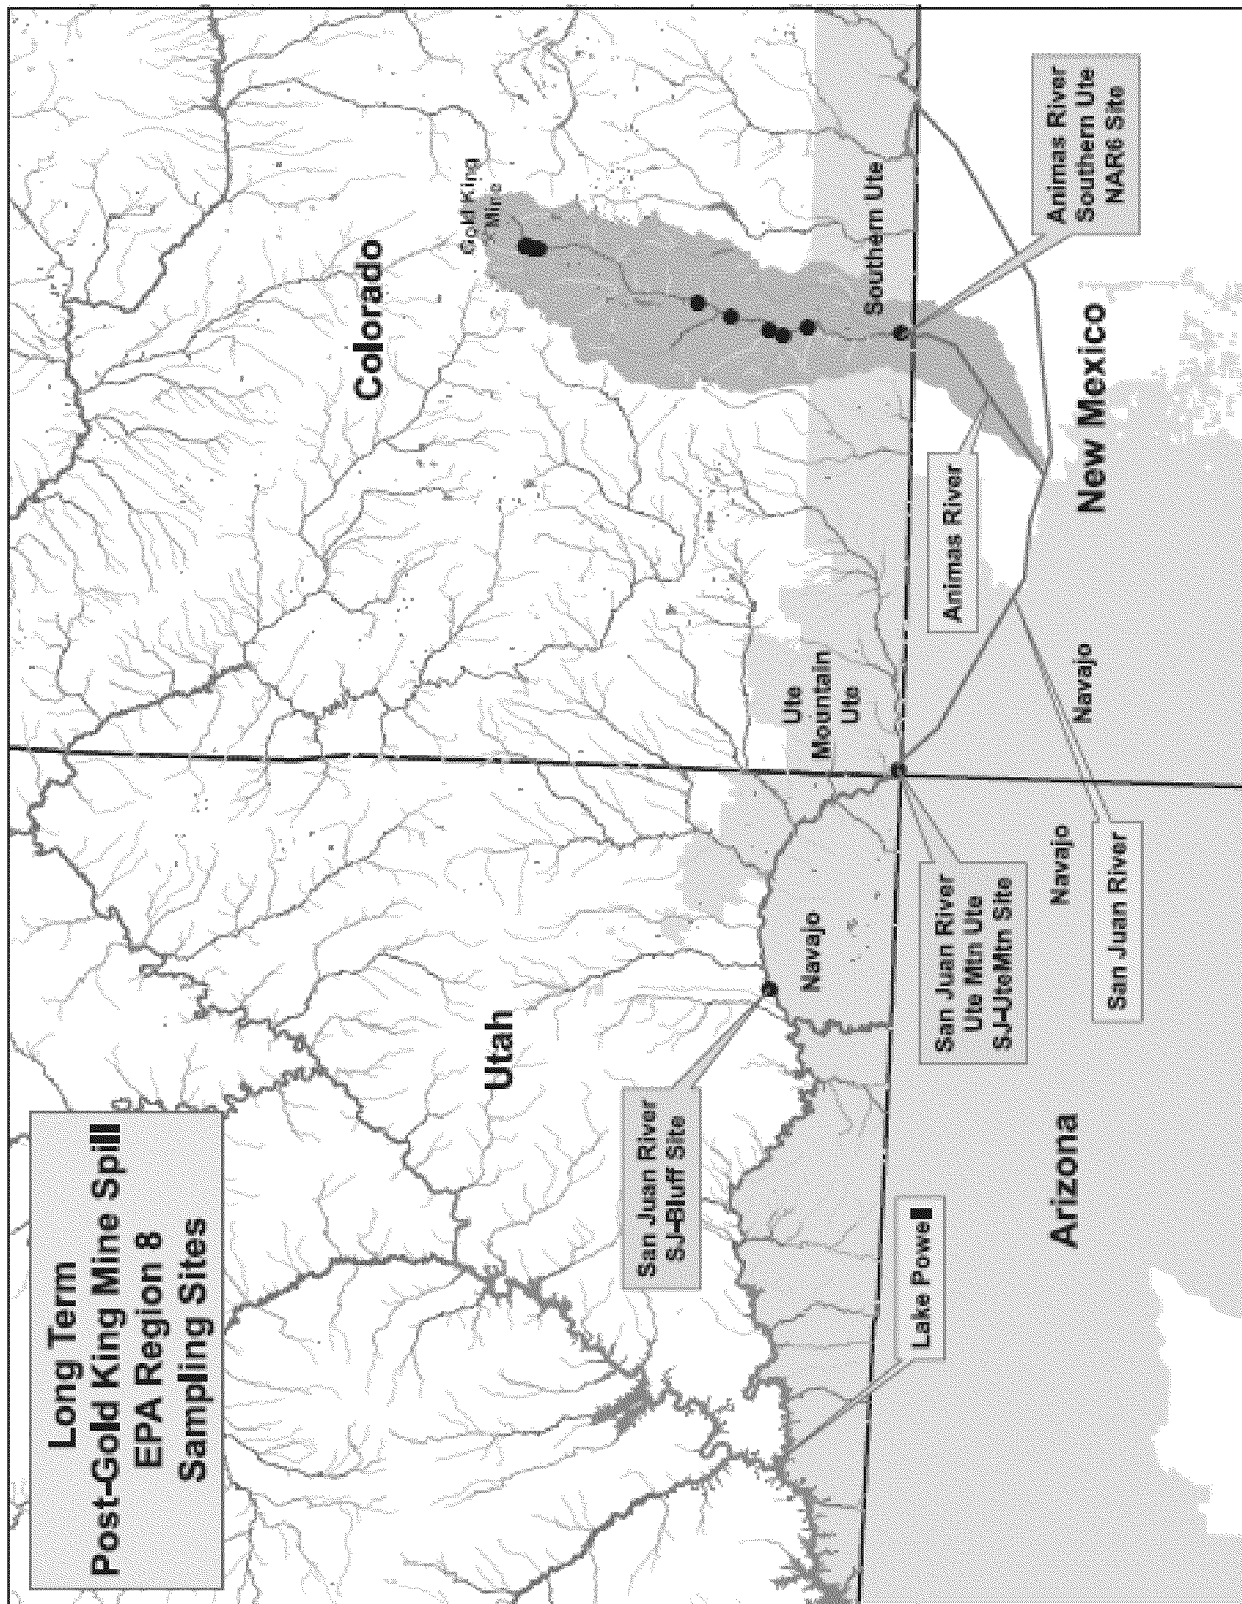 Long Term
Post-Gold King Mine Spill
EPA Region 8
Sampling Sites
Colorado
Gold King
Mine
Utah
Southern Ute
Ute
Mountain
Ute
Navajo
San Juan River
SJ-Bluff Site
Animas River
Southern Ute
NAR6 Site
Animas River
San Juan River
Ute Mtn Ute
SJ-UteMtn Site
Lake Powell
Navajo
Navajo
San Juan River
Arizona
New Mexico